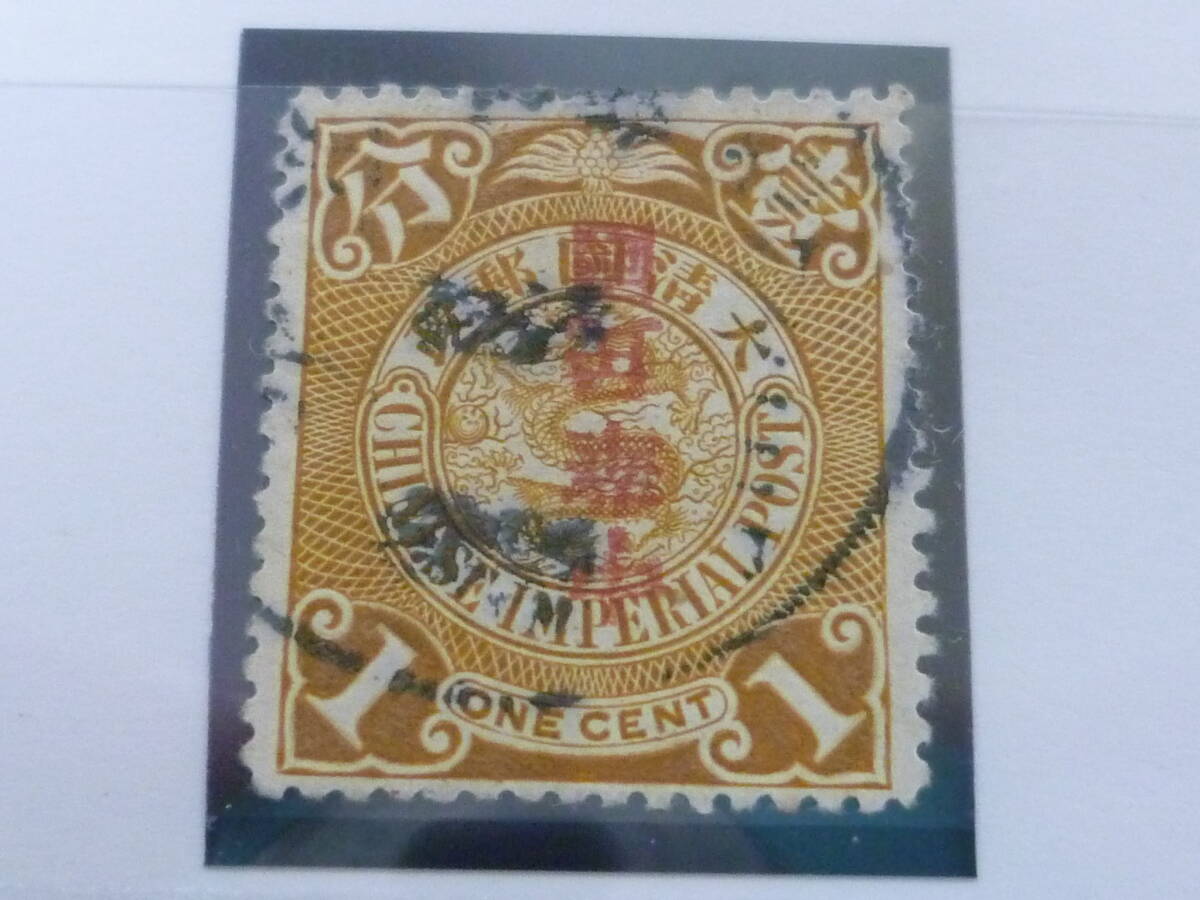 壹分
大清國郵政
中華民國
CHINESE IMPERIAL POST
1 ONE CENT 1